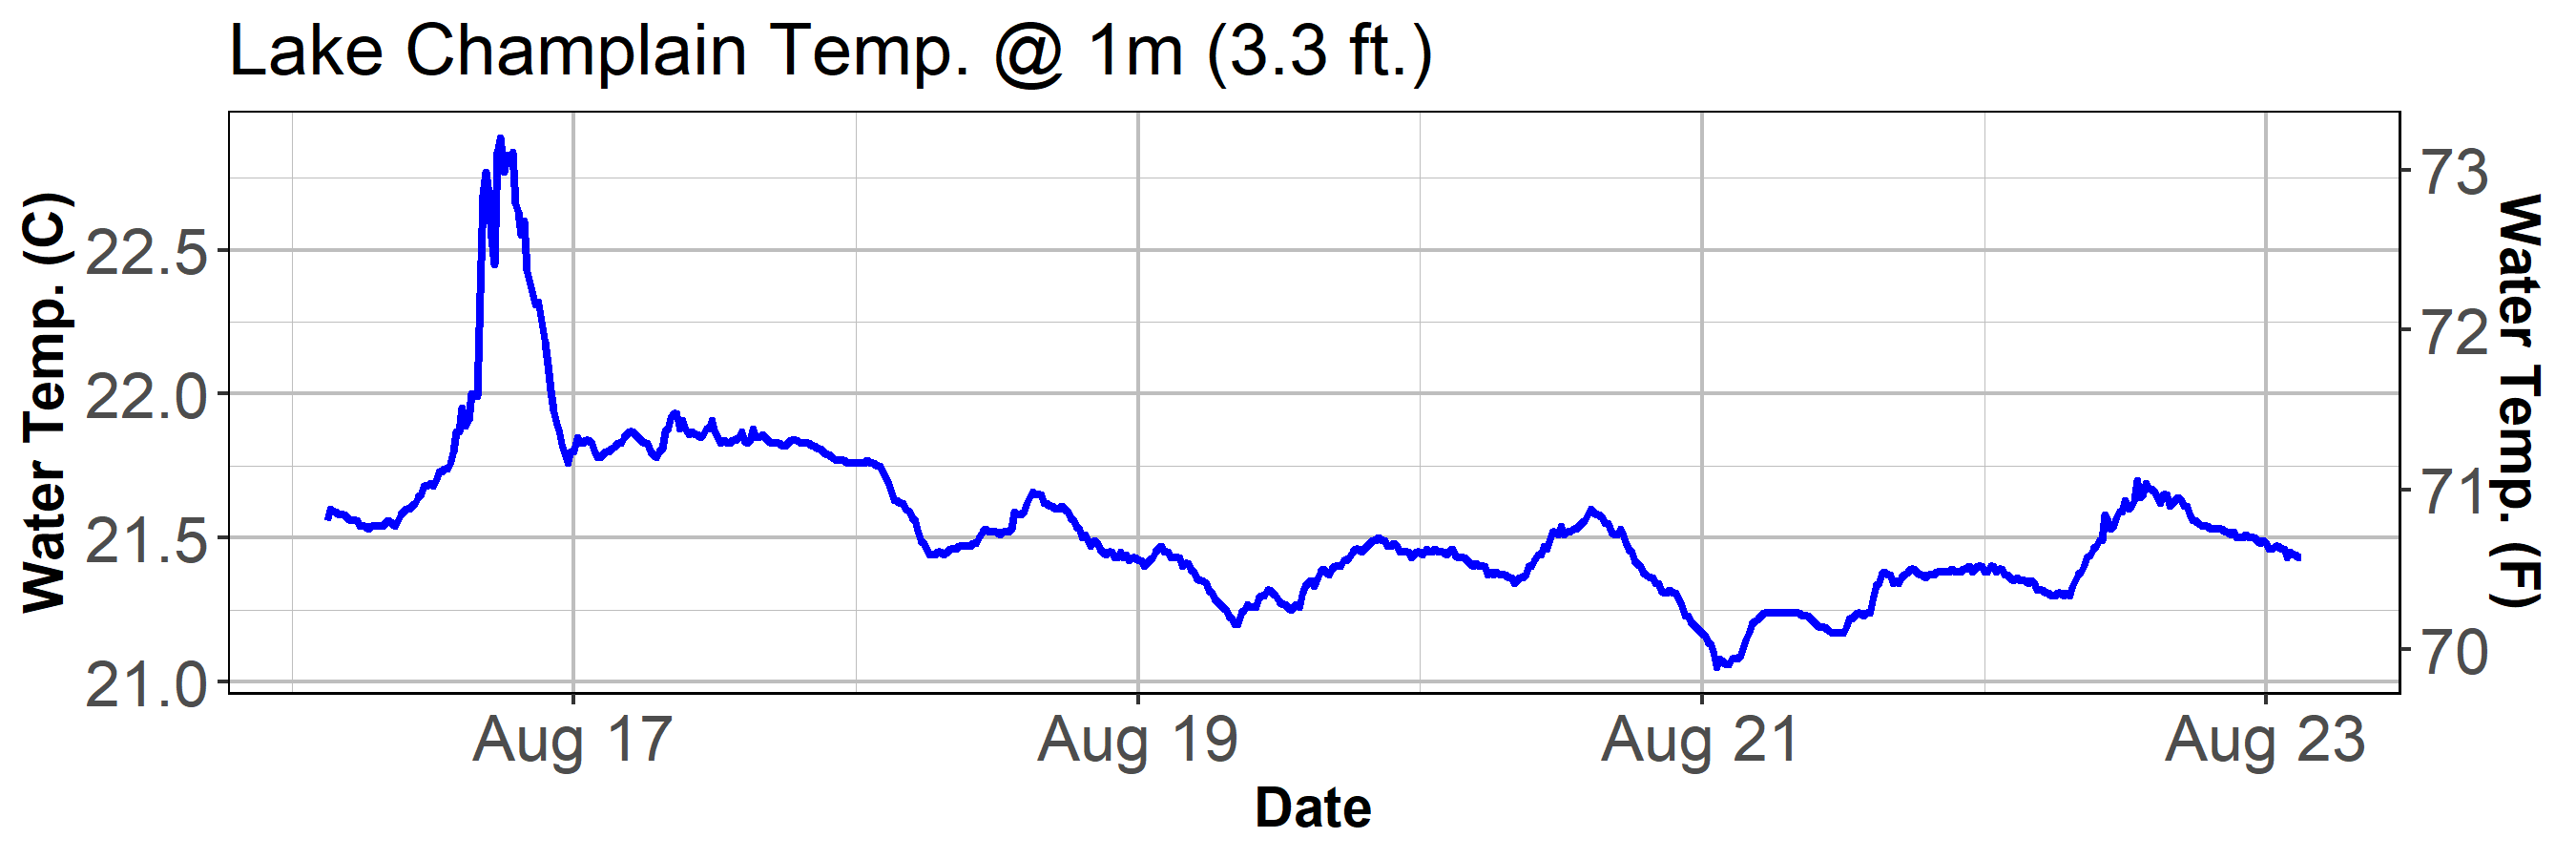 Lake Champlain Temp. @ 1m (3.3 ft.)
Water Temp. (C)
22.5
22.0
21.5
21.0
73
72
71
70
Water Temp. (F)
Aug 17
Aug 19
Aug 21
Aug 23
Date